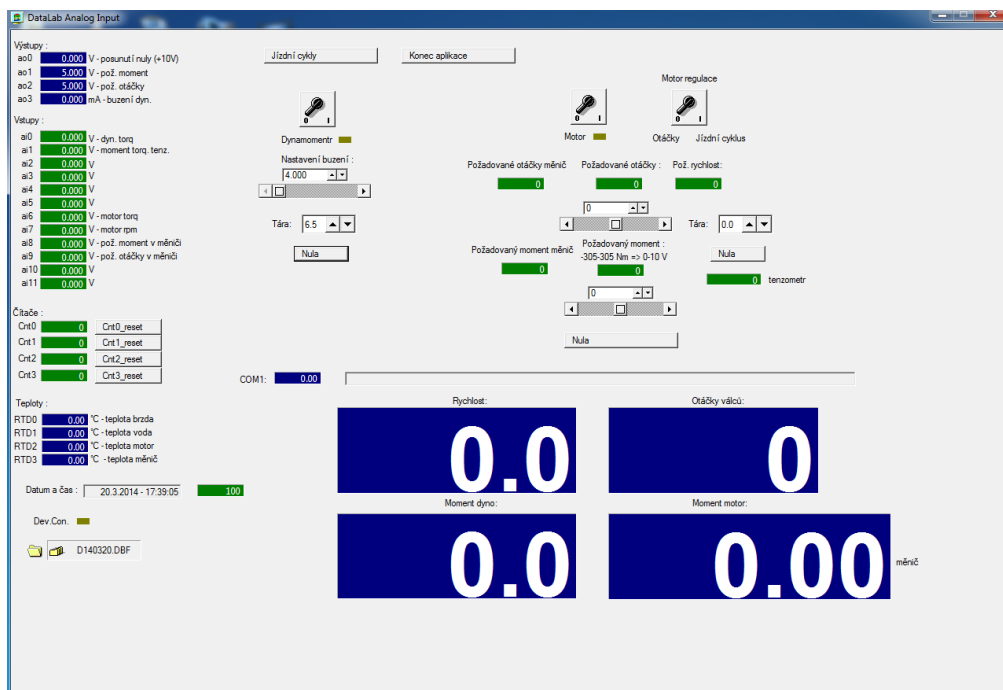 DataLab Analog Input
Výstupy :
ao0 0.000 V - posunutí nuly (+10V)
ao1 5.000 V - pož. moment
ao2 5.000 V - pož. otáčky
ao3 0.000 mA - buzení dyn.
Vstupy :
ai0 0.000 V - dyn. torq
ai1 0.000 V - moment torq. tenz.
ai2 0.000 V
ai3 0.000 V
ai4 0.000 V
ai5 0.000 V
ai6 0.000 V - motor torq
ai7 0.000 V - motor rpm
ai8 0.000 V - pož. moment v měniči
ai9 0.000 V - pož. otáčky v měniči
ai10 0.000 V
ai11 0.000 V
Čítače :
Cnt0 0 Cnt0_reset
Cnt1 0 Cnt1_reset
Cnt2 0 Cnt2_reset
Cnt3 0 Cnt3_reset
Teploty :
RTD0 0.00 °C - teplota brzda
RTD1 0.00 °C - teplota voda
RTD2 0.00 °C - teplota motor
RTD3 0.00 °C - teplota měnič
Datum a čas : 20.3.2014 - 17:39:05 100
Dev.Con.
D140320.DBF
Jízdní cykly
Konec aplikace
0 I
Dynamomentr
Nastavení buzení :
4.000
Tára: 6.5
Nula
Motor regulace
0 I
0 I
Motor
Otáčky Jízdní cyklus
Požadované otáčky měnič Požadované otáčky : Pož. rychlost:
0 0 0
0
Tára: 0.0
Požadovaný moment měnič
Požadovaný moment :
-305-305 Nm => 0-10 V
Nula
0 0
0 tenzometr
0
Nula
COM1: 0.00
Rychlost:
0.0
Otáčky válců:
0
Moment dyno:
0.0
Moment motor:
0.00
měnič